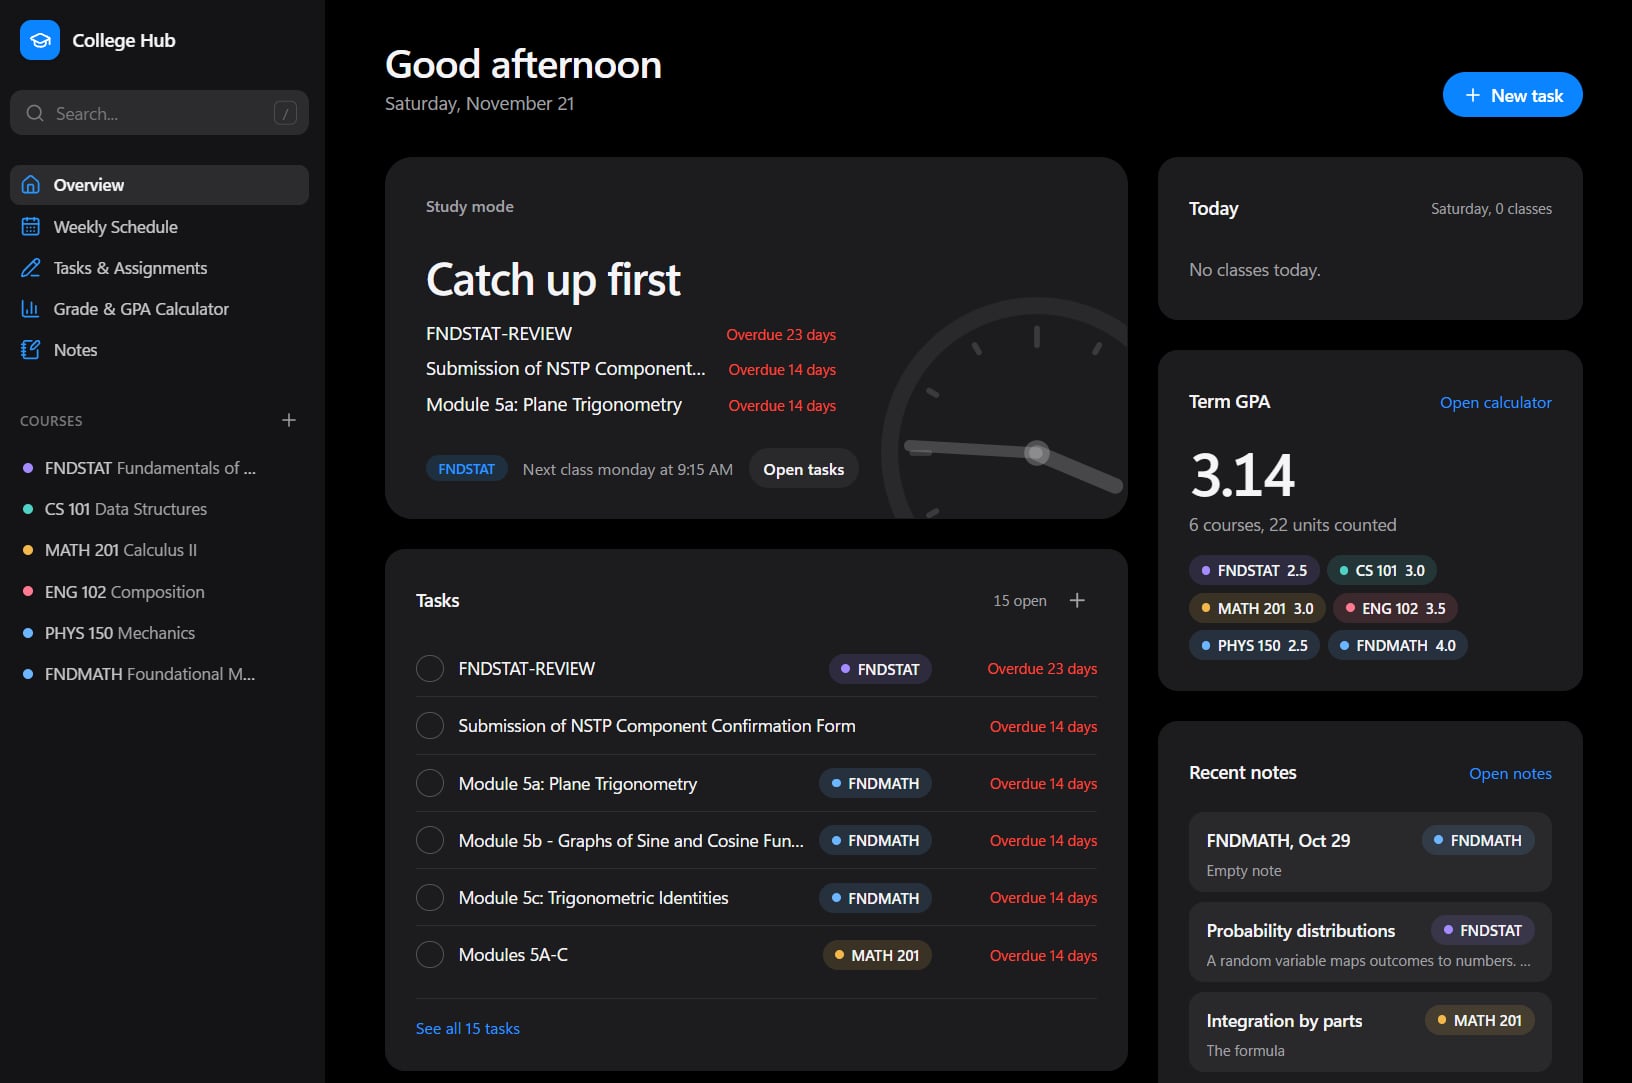 College Hub
Search...
/
Overview
Weekly Schedule
Tasks & Assignments
Grade & GPA Calculator
Notes
COURSES
FNDSTAT Fundamentals of ...
CS 101 Data Structures
MATH 201 Calculus II
ENG 102 Composition
PHYS 150 Mechanics
FNDMATH Foundational M...
Good afternoon
Saturday, November 21
New task
Study mode
Catch up first
FNDSTAT-REVIEW Overdue 23 days
Submission of NSTP Component... Overdue 14 days
Module 5a: Plane Trigonometry Overdue 14 days
FNDSTAT Next class monday at 9:15 AM Open tasks
Tasks 15 open
FNDSTAT-REVIEW FNDSTAT Overdue 23 days
Submission of NSTP Component Confirmation Form Overdue 14 days
Module 5a: Plane Trigonometry FNDMATH Overdue 14 days
Module 5b - Graphs of Sine and Cosine Fun... FNDMATH Overdue 14 days
Module 5c: Trigonometric Identities FNDMATH Overdue 14 days
Modules 5A-C MATH 201 Overdue 14 days
See all 15 tasks
Today Saturday, 0 classes
No classes today.
Term GPA Open calculator
3.14
6 courses, 22 units counted
FNDSTAT 2.5 CS 101 3.0
MATH 201 3.0 ENG 102 3.5
PHYS 150 2.5 FNDMATH 4.0
Recent notes Open notes
FNDMATH, Oct 29 FNDMATH
Empty note
Probability distributions FNDSTAT
A random variable maps outcomes to numbers. ...
Integration by parts MATH 201
The formula